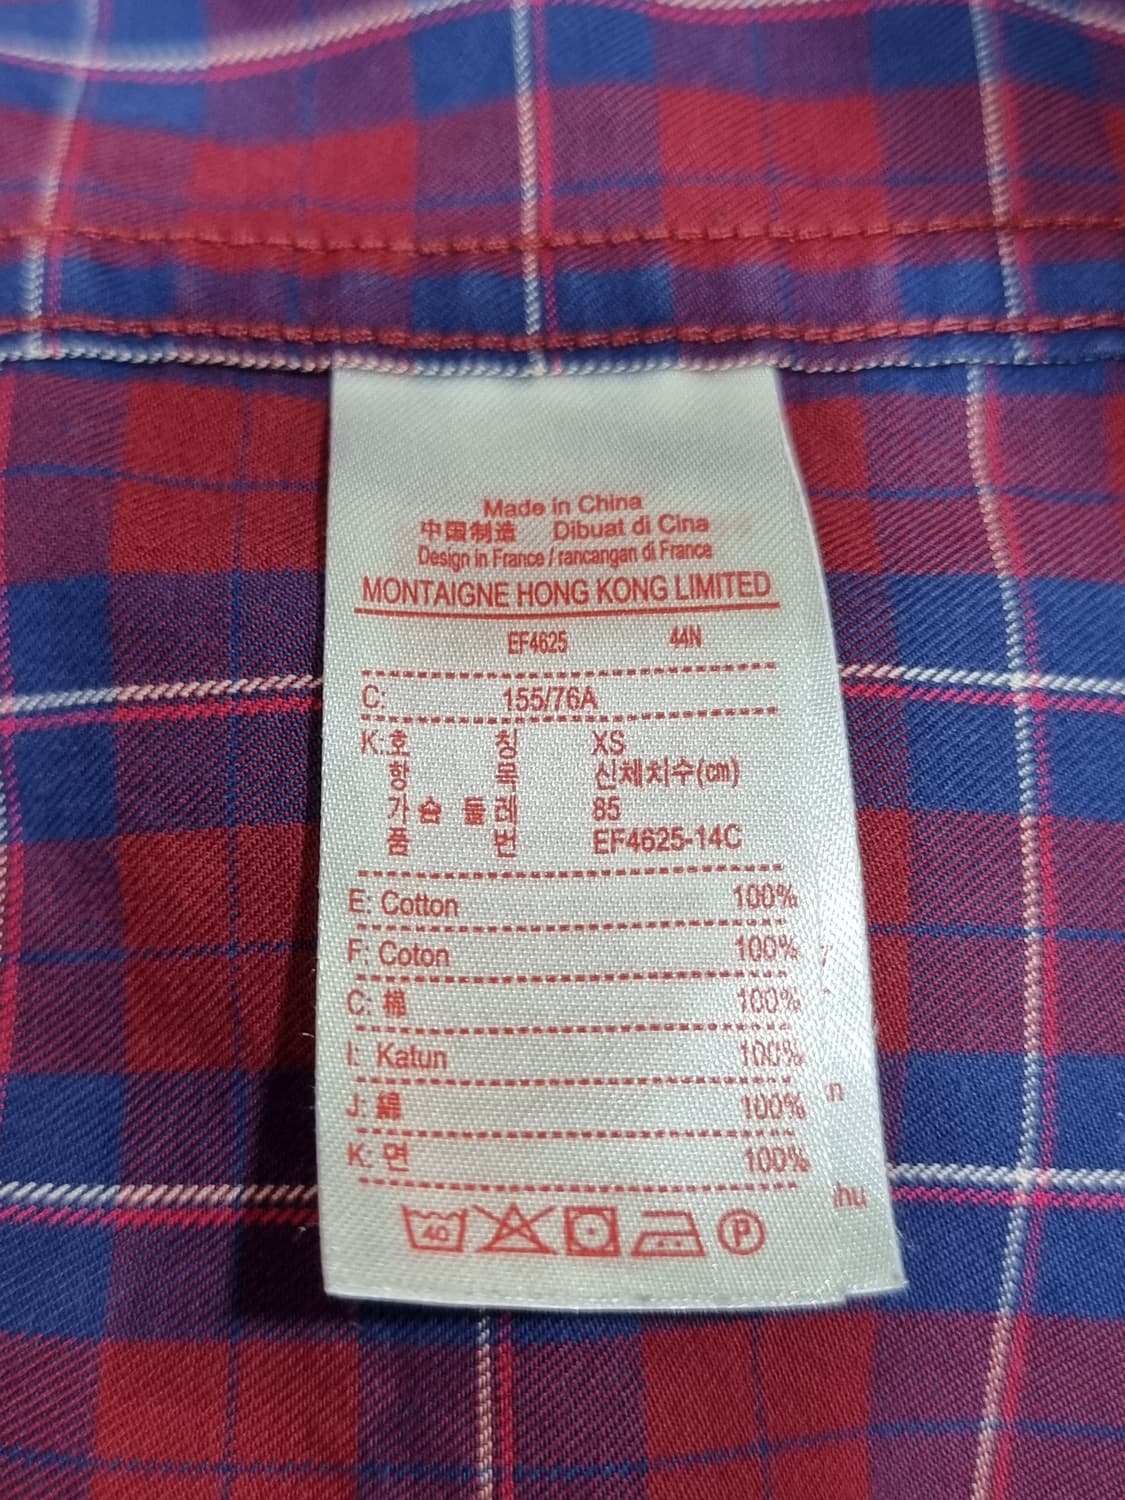 Made in China
中国制造 Dibuat di Cina
Design in France / rancangan di France
MONTAIGNE HONG KONG LIMITED
EF4625 44N
C: 155/76A
K: 호 칭 XS
항 목 신체치수(cm)
가 슴 둘 레 85
품 번 EF4625-14C
E: Cotton 100%
F: Coton 100%
C: 棉 100%
I: Katun 100%
J: 綿 100%
K: 면 100%
40 P